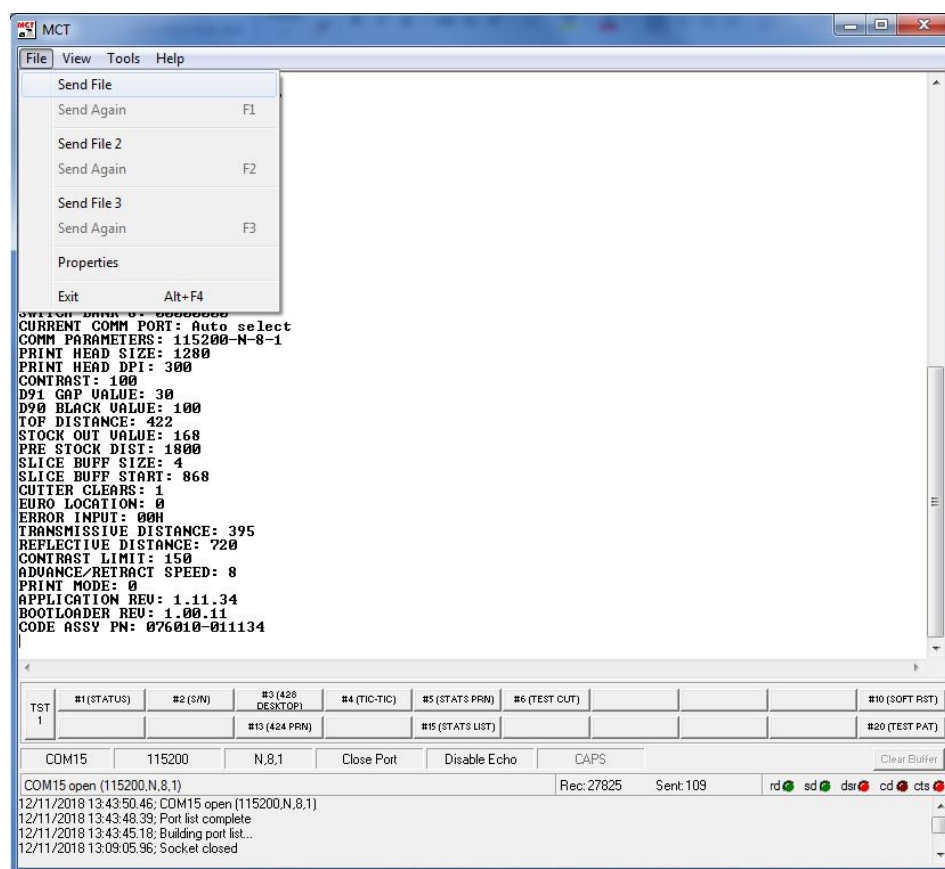 MCT
File View Tools Help
Send File
Send Again F1
Send File 2
Send Again F2
Send File 3
Send Again F3
Properties
Exit Alt+F4
CURRENT COMM PORT: Auto select
COMM PARAMETERS: 115200-N-8-1
PRINT HEAD SIZE: 1280
PRINT HEAD DPI: 300
CONTRAST: 100
D91 GAP VALUE: 30
D90 BLACK VALUE: 100
TOF DISTANCE: 422
STOCK OUT VALUE: 168
PRE STOCK DIST: 1800
SLICE BUFF SIZE: 4
SLICE BUFF START: 868
CUTTER CLEARS: 1
EURO LOCATION: 0
ERROR INPUT: 00H
TRANSMISSIVE DISTANCE: 395
REFLECTIVE DISTANCE: 720
CONTRAST LIMIT: 150
ADVANCE/RETRACT SPEED: 8
PRINT MODE: 0
APPLICATION REV: 1.11.34
BOOTLOADER REV: 1.00.11
CODE ASSY PN: 076010-011134
TST 1
#1(STATUS) #2 (S/N) #3 (428 DESKTOP) #4 (TIC-TIC) #5 (STATS PRN) #6 (TEST CUT) #10 (SOFT RST)
#13 (424 PRN) #15 (STATS LIST) #20 (TEST PAT)
COM15 115200 N,8,1 Close Port Disable Echo CAPS Clear Buffer
COM15 open (115200,N,8,1) Rec:27825 Sent:109 rd sd dsr cd cts
12/11/2018 13:43:50.46; COM15 open (115200,N,8,1)
12/11/2018 13:43:48.39; Port list complete
12/11/2018 13:43:45.18; Building port list...
12/11/2018 13:09:05.96; Socket closed